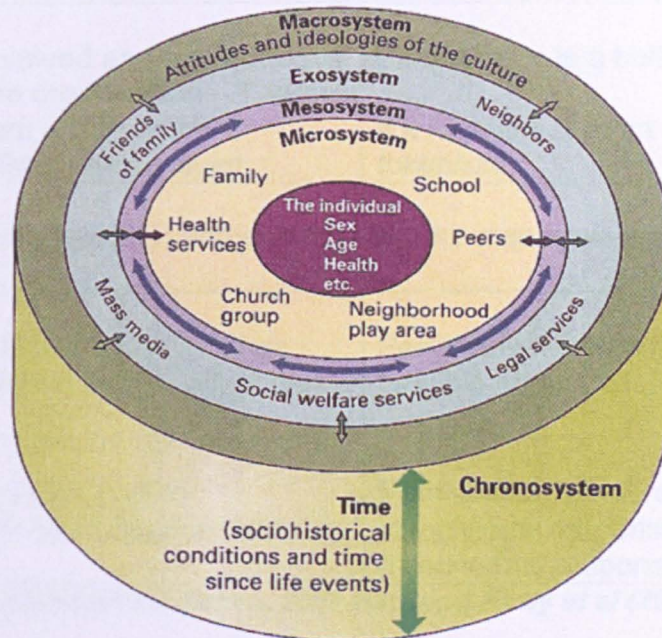 Macrosystem
Attitudes and ideologies of the culture
Exosystem
Mesosystem
Microsystem
Friends
of family
Neighbors
Family
School
The individual
Sex
Age
Health
etc.
Health
services
Peers
Church
group
Neighborhood
play area
Mass media
Legal services
Social welfare services
Chronosystem
Time
(sociohistorical
conditions and time
since life events)